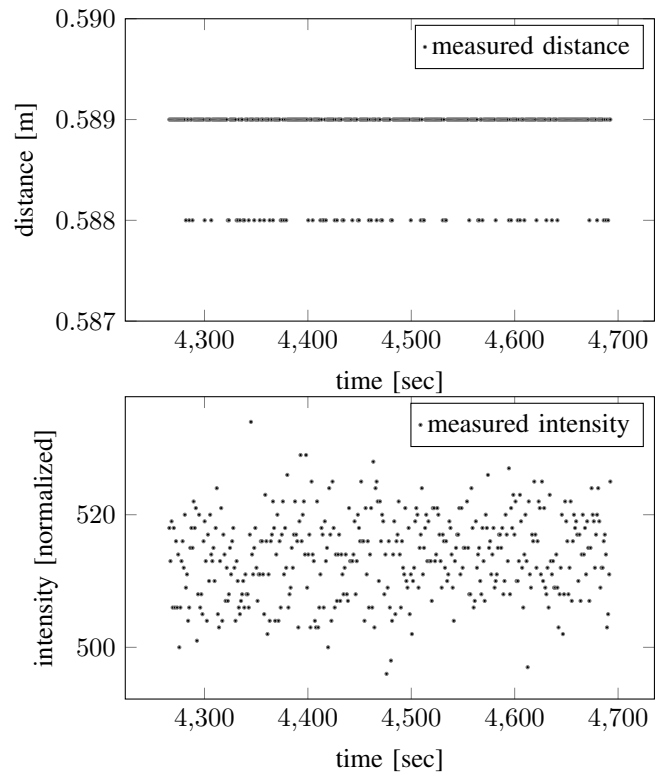 0.590
measured distance
0.589
0.588
0.587
distance [m]
4,300 4,400 4,500 4,600 4,700
time [sec]
measured intensity
520
500
intensity [normalized]
4,300 4,400 4,500 4,600 4,700
time [sec]